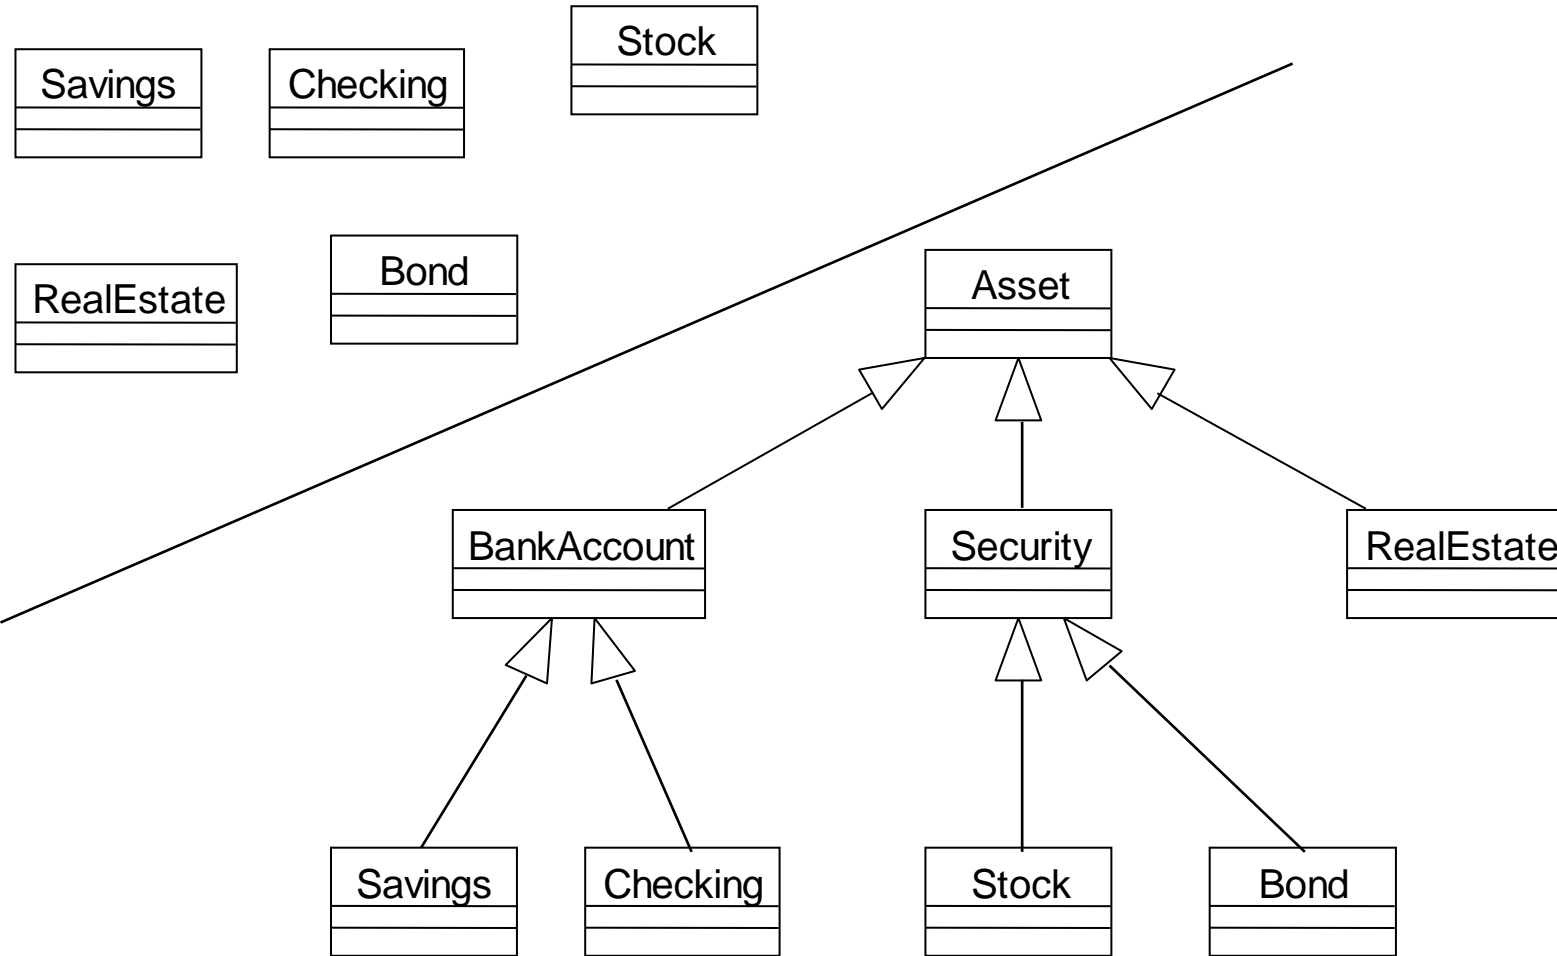 Stock
Savings
Checking
Bond
RealEstate
Asset
BankAccount
Security
RealEstate
Savings
Checking
Stock
Bond